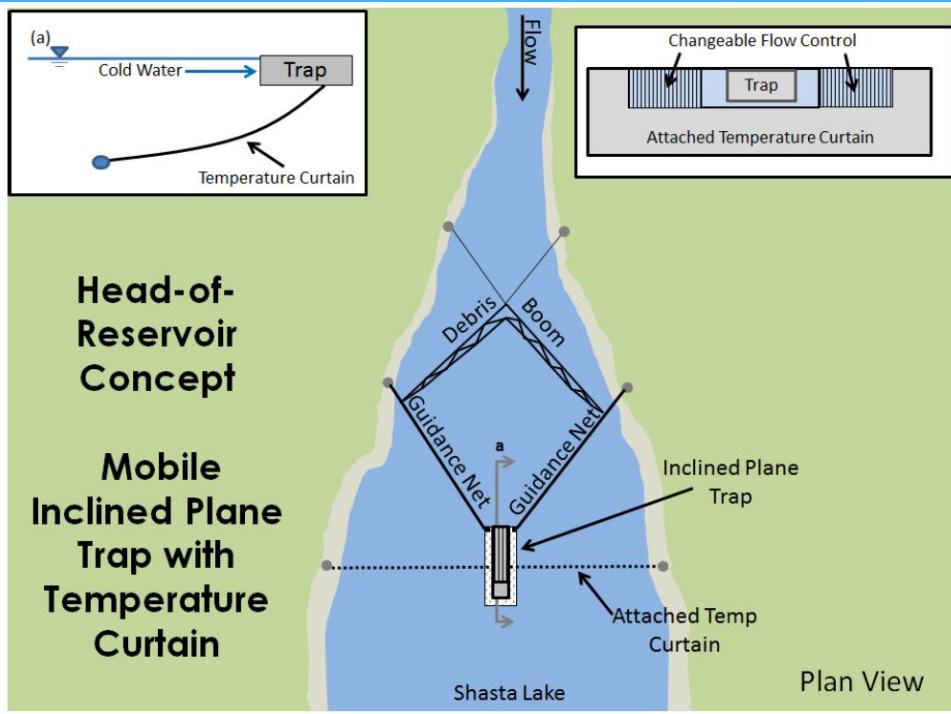 (a)
Cold Water
Trap
Temperature Curtain
Flow
Changeable Flow Control
Trap
Attached Temperature Curtain
Head-of-
Reservoir
Concept
Mobile
Inclined Plane
Trap with
Temperature
Curtain
Debris
Boom
Guidance Net
Guidance Net
a
Inclined Plane
Trap
Attached Temp
Curtain
Shasta Lake
Plan View